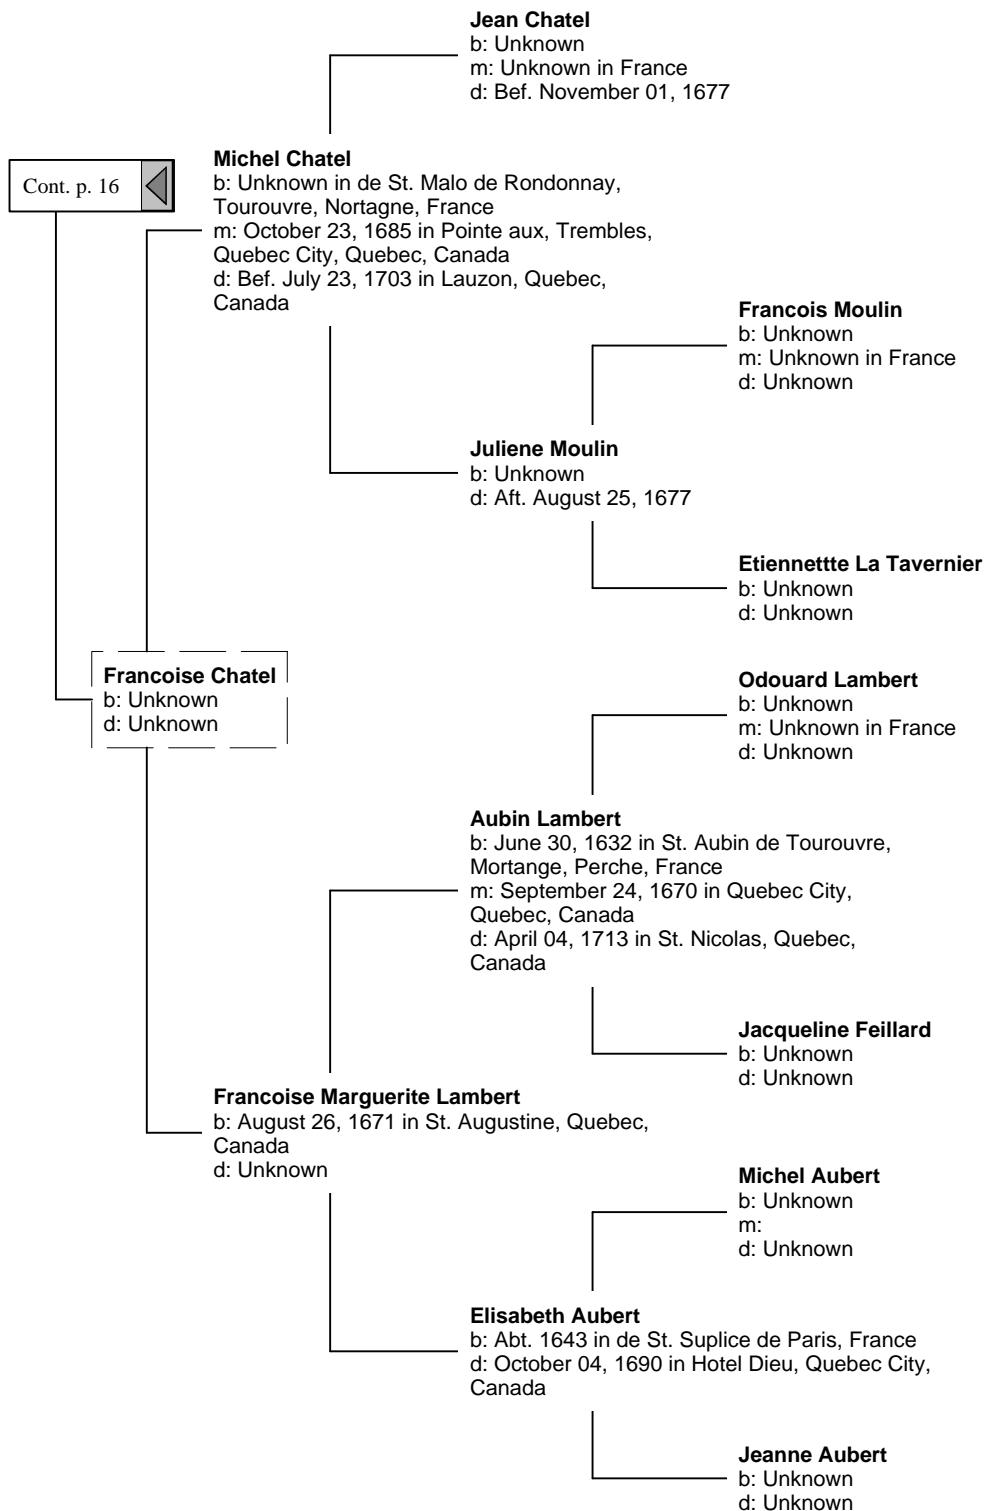 Jean Chatel
b: Unknown
m: Unknown in France
d: Bef. November 01, 1677
Michel Chatel
b: Unknown in de St. Malo de Rondonnay,
Tourouvre, Nortagne, France
m: October 23, 1685 in Pointe aux, Trembles,
Quebec City, Quebec, Canada
d: Bef. July 23, 1703 in Lauzon, Quebec,
Canada
Cont. p. 16
Francois Moulin
b: Unknown
m: Unknown in France
d: Unknown
Juliene Moulin
b: Unknown
d: Aft. August 25, 1677
Etiennettte La Tavernier
b: Unknown
d: Unknown
Francoise Chatel
b: Unknown
d: Unknown
Odouard Lambert
b: Unknown
m: Unknown in France
d: Unknown
Aubin Lambert
b: June 30, 1632 in St. Aubin de Tourouvre,
Mortange, Perche, France
m: September 24, 1670 in Quebec City,
Quebec, Canada
d: April 04, 1713 in St. Nicolas, Quebec,
Canada
Jacqueline Feillard
b: Unknown
d: Unknown
Francoise Marguerite Lambert
b: August 26, 1671 in St. Augustine, Quebec,
Canada
d: Unknown
Michel Aubert
b: Unknown
m:
d: Unknown
Elisabeth Aubert
b: Abt. 1643 in de St. Suplice de Paris, France
d: October 04, 1690 in Hotel Dieu, Quebec City,
Canada
Jeanne Aubert
b: Unknown
d: Unknown